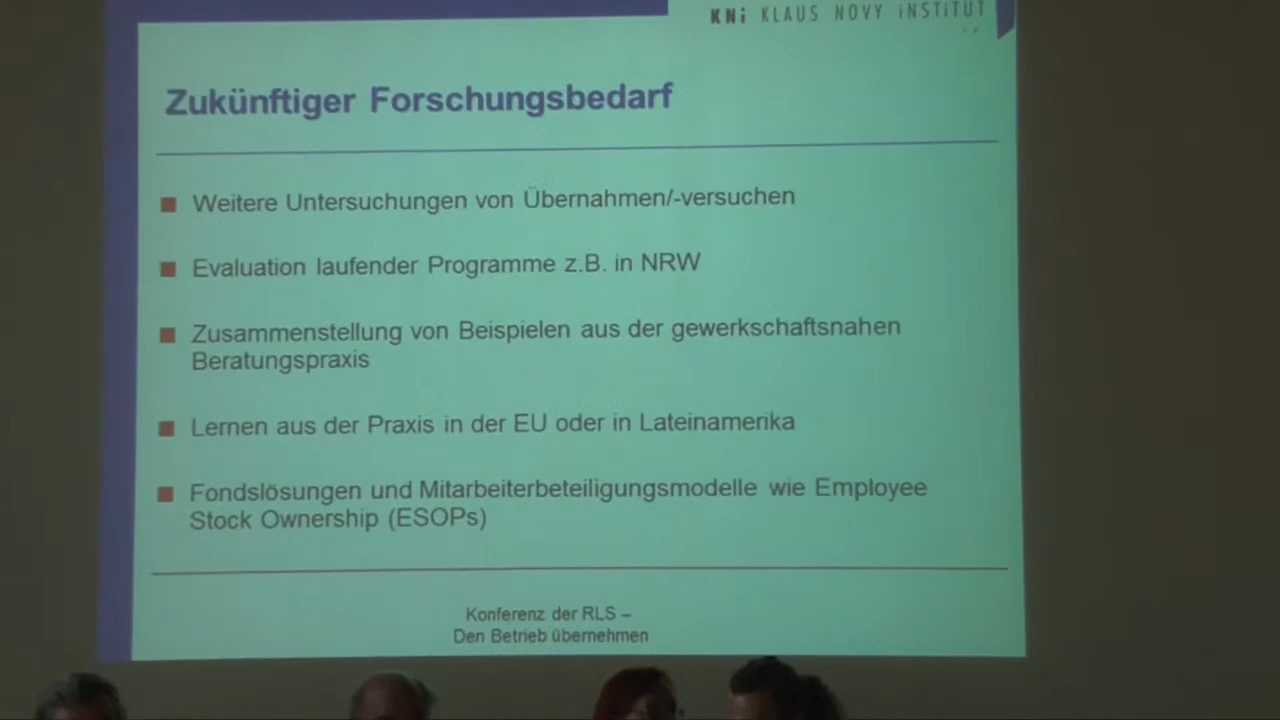 KNi KLAUS NOVY iNSTiTUT
Zukünftiger Forschungsbedarf
Weitere Untersuchungen von Übernahmen/-versuchen
Evaluation laufender Programme z.B. in NRW
Zusammenstellung von Beispielen aus der gewerkschaftsnahen
Beratungspraxis
Lernen aus der Praxis in der EU oder in Lateinamerika
Fondslösungen und Mitarbeiterbeteiligungsmodelle wie Employee
Stock Ownership (ESOPs)
Konferenz der RLS –
Den Betrieb übernehmen